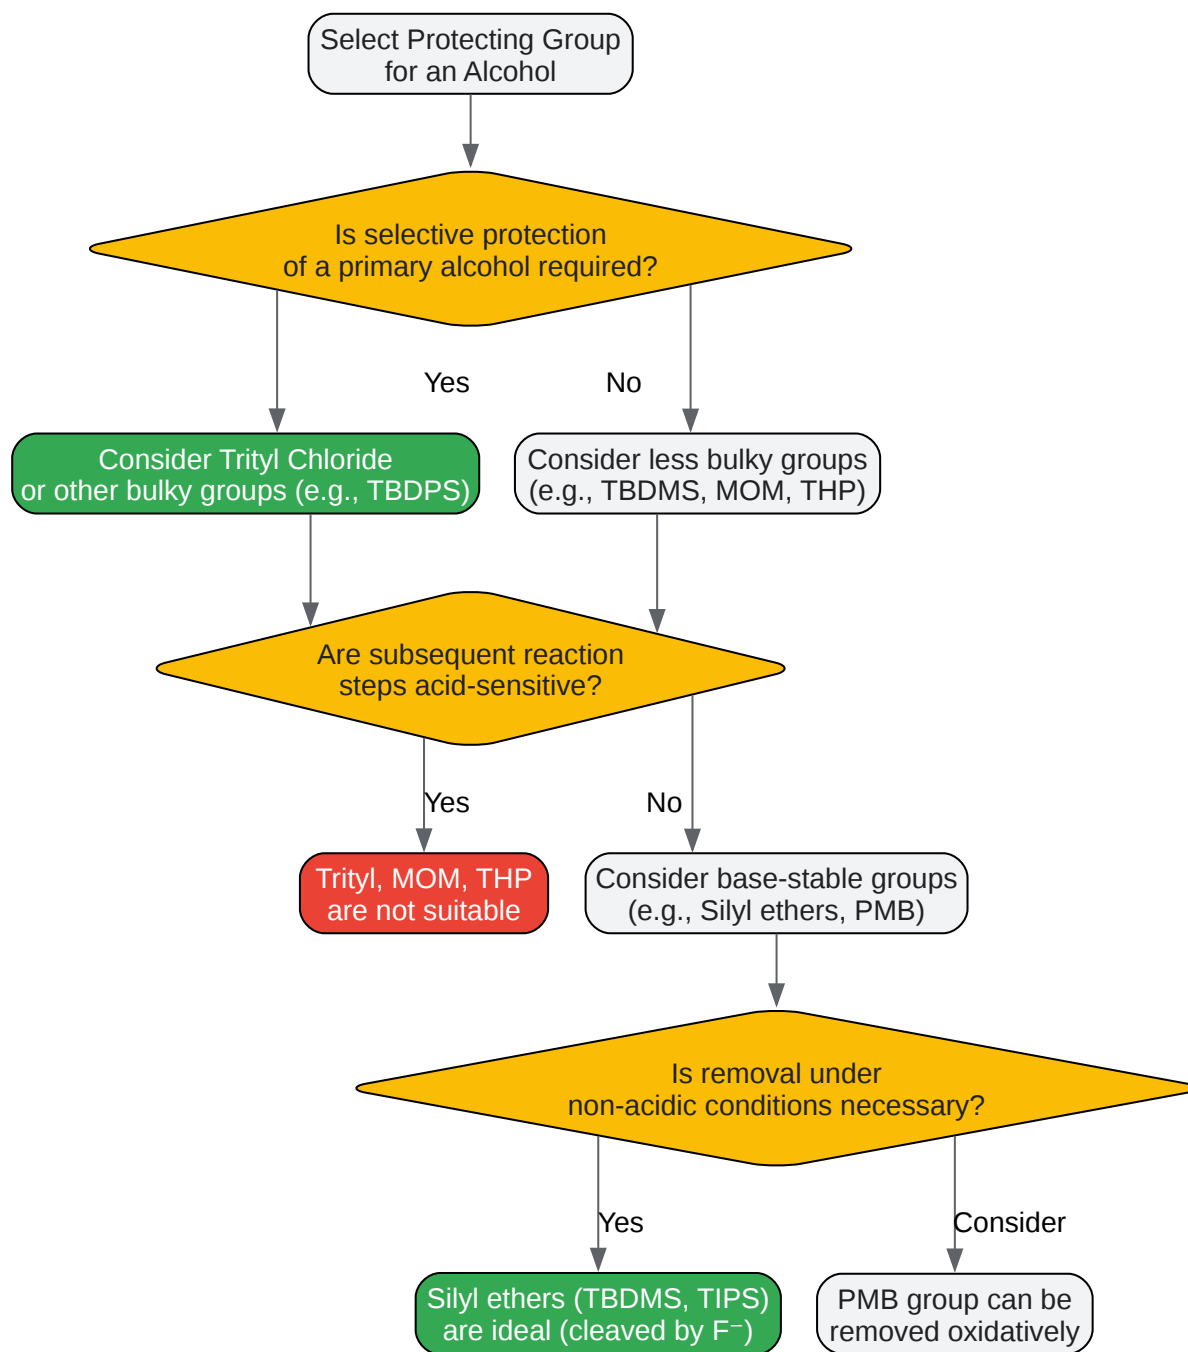 Select Protecting Group
for an Alcohol
Is selective protection
of a primary alcohol required?
Yes
No
Consider Trityl Chloride
or other bulky groups (e.g., TBDPS)
Consider less bulky groups
(e.g., TBDMS, MOM, THP)
Are subsequent reaction
steps acid-sensitive?
Yes
No
Trityl, MOM, THP
are not suitable
Consider base-stable groups
(e.g., Silyl ethers, PMB)
Is removal under
non-acidic conditions necessary?
Yes
Consider
Silyl ethers (TBDMS, TIPS)
are ideal (cleaved by F⁻)
PMB group can be
removed oxidatively